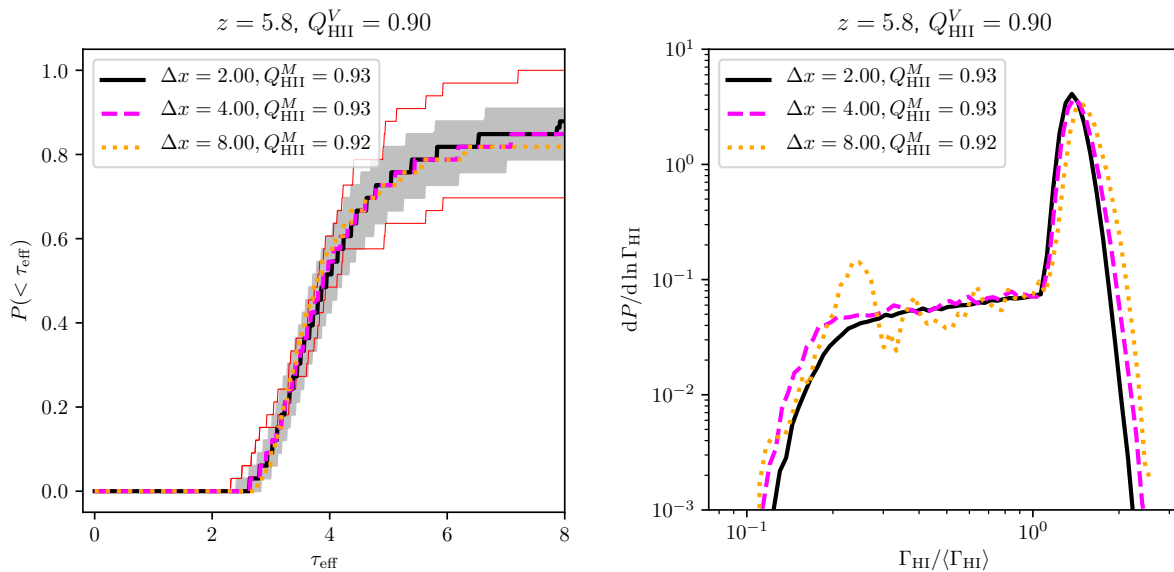 z = 5.8, Q^V_HII = 0.90
1.0
0.8
0.6
0.4
0.2
0.0
P(< τ_eff)
Δx = 2.00, Q^M_HII = 0.93
Δx = 4.00, Q^M_HII = 0.93
Δx = 8.00, Q^M_HII = 0.92
0 2 4 6 8
τ_eff
z = 5.8, Q^V_HII = 0.90
10^1
10^0
10^−1
10^−2
10^−3
dP/d ln Γ_HI
Δx = 2.00, Q^M_HII = 0.93
Δx = 4.00, Q^M_HII = 0.93
Δx = 8.00, Q^M_HII = 0.92
10^−1 10^0
Γ_HI/⟨Γ_HI⟩